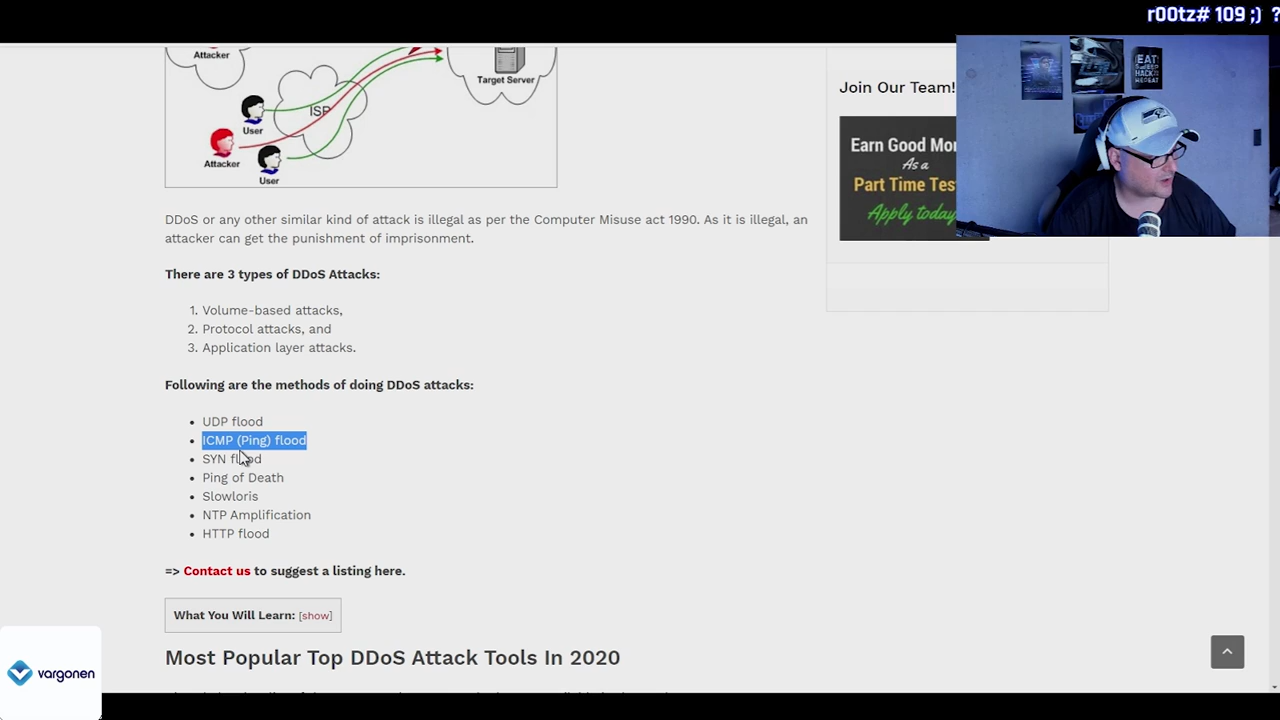 r00tz# 109 ;) ?
Attacker
ISP
Target Server
User
Attacker
User
Join Our Team!
Earn Good Mo
As a
Part Time Tes
Apply today
EAT
HACK
REPEAT
DDoS or any other similar kind of attack is illegal as per the Computer Misuse act 1990. As it is illegal, an
attacker can get the punishment of imprisonment.
There are 3 types of DDoS Attacks:
1. Volume-based attacks,
2. Protocol attacks, and
3. Application layer attacks.
Following are the methods of doing DDoS attacks:
• UDP flood
• ICMP (Ping) flood
• SYN flood
• Ping of Death
• Slowloris
• NTP Amplification
• HTTP flood
=> Contact us to suggest a listing here.
What You Will Learn: [show]
Most Popular Top DDoS Attack Tools In 2020
vargonen